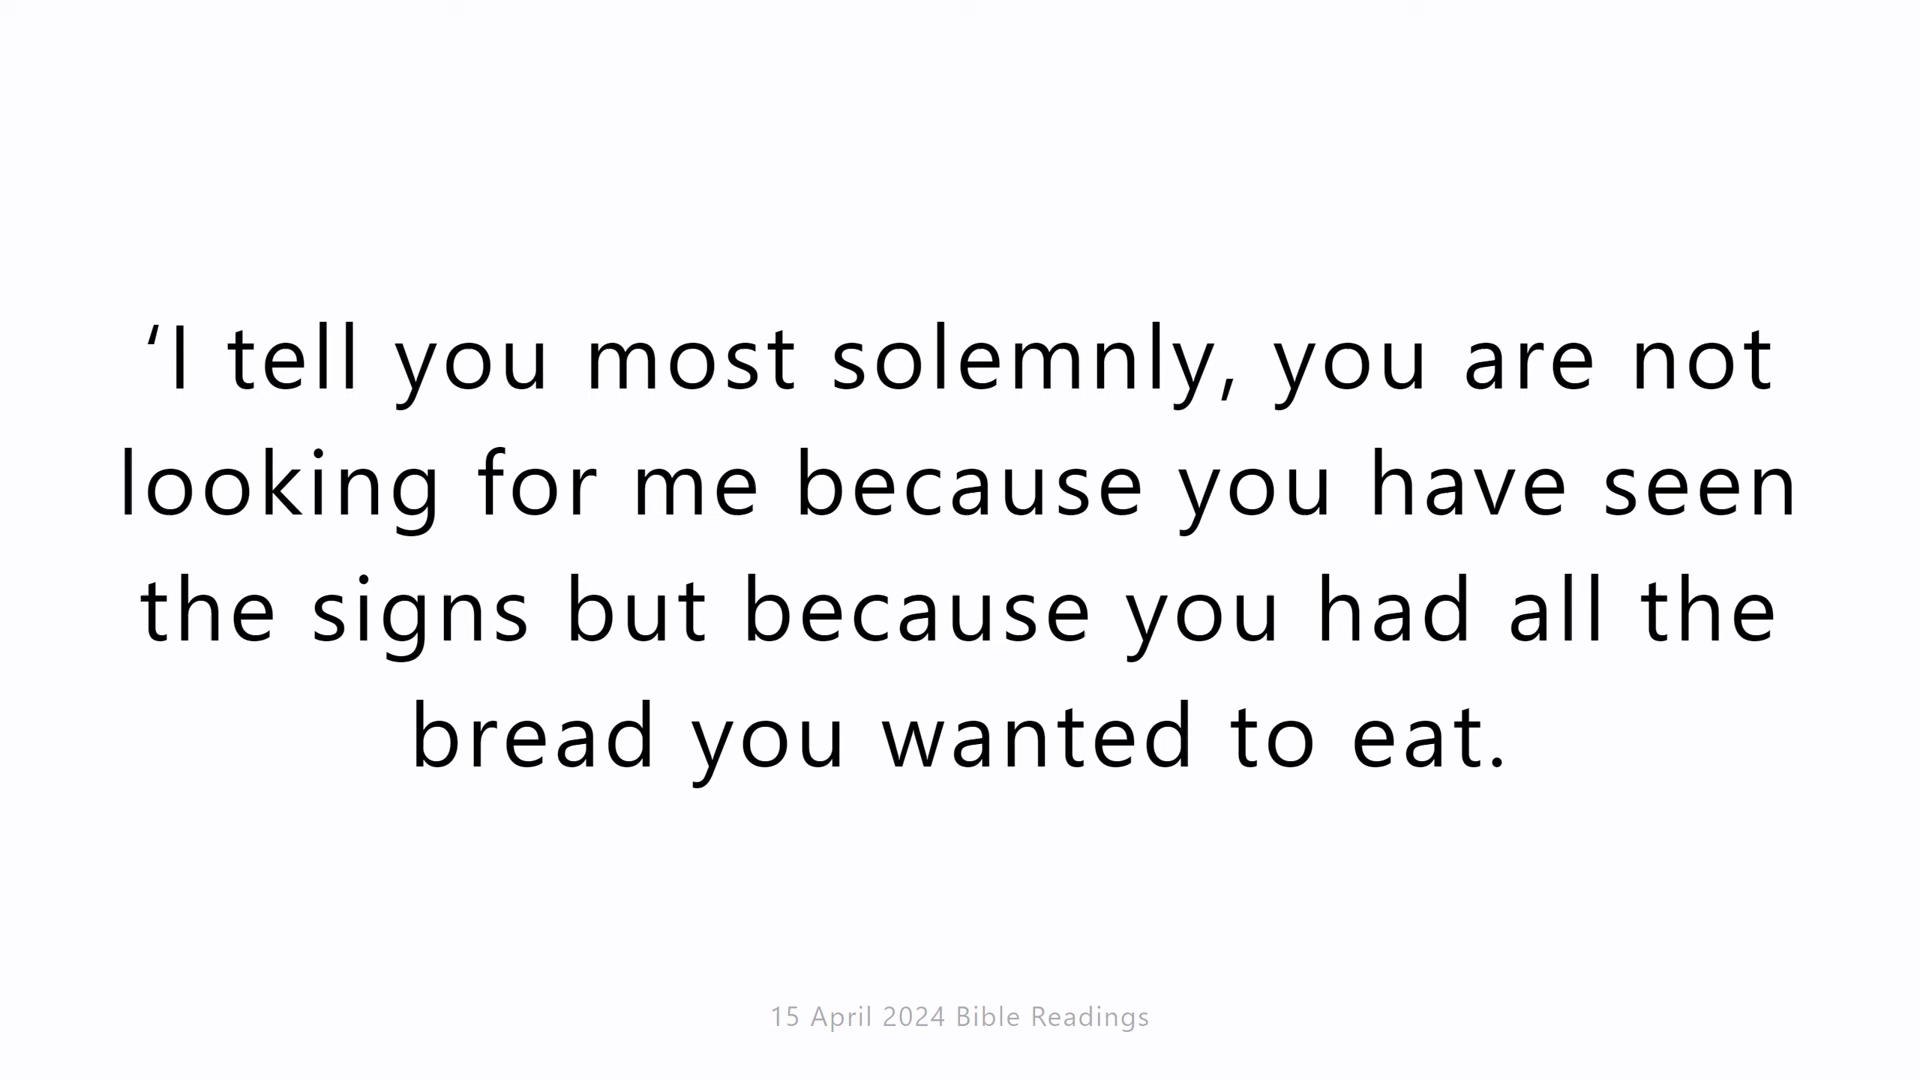 ‘I tell you most solemnly, you are not
looking for me because you have seen
the signs but because you had all the
bread you wanted to eat.
15 April 2024 Bible Readings